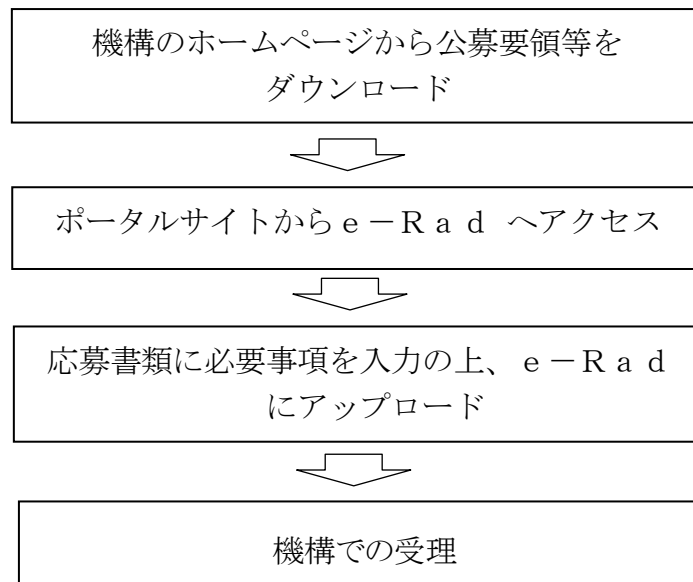 機構のホームページから公募要領等を
ダウンロード
ポータルサイトからｅ－Ｒａｄ へアクセス
応募書類に必要事項を入力の上、ｅ－Ｒａｄ
にアップロード
機構での受理